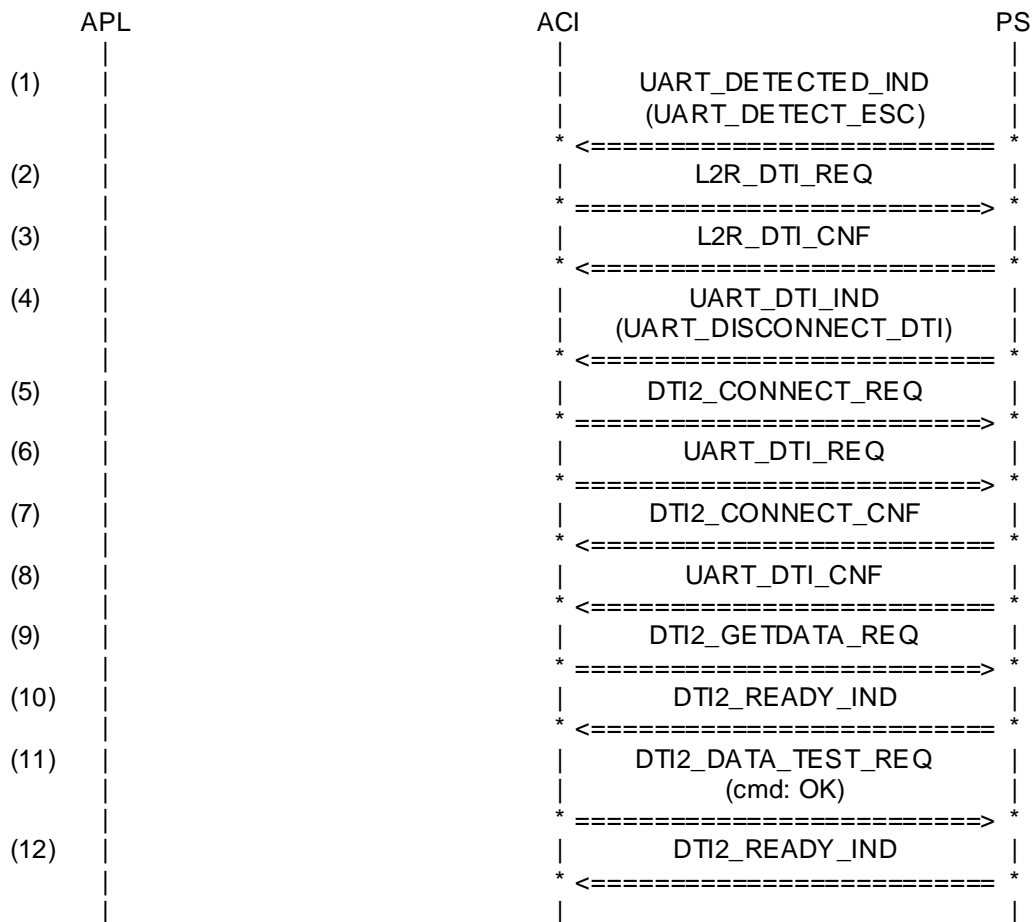 APL ACI PS
| | |
(1) | | UART_DETECTED_IND |
| | (UART_DETECT_ESC) |
| * <========================== *
(2) | | L2R_DTI_REQ |
| * ==========================> *
(3) | | L2R_DTI_CNF |
| * <========================== *
(4) | | UART_DTI_IND |
| | (UART_DISCONNECT_DTI) |
| * <========================== *
(5) | | DTI2_CONNECT_REQ |
| * ==========================> *
(6) | | UART_DTI_REQ |
| * ==========================> *
(7) | | DTI2_CONNECT_CNF |
| * <========================== *
(8) | | UART_DTI_CNF |
| * <========================== *
(9) | | DTI2_GETDATA_REQ |
| * ==========================> *
(10) | | DTI2_READY_IND |
| * <========================== *
(11) | | DTI2_DATA_TEST_REQ |
| | (cmd: OK) |
| * ==========================> *
(12) | | DTI2_READY_IND |
| * <========================== *
| | |